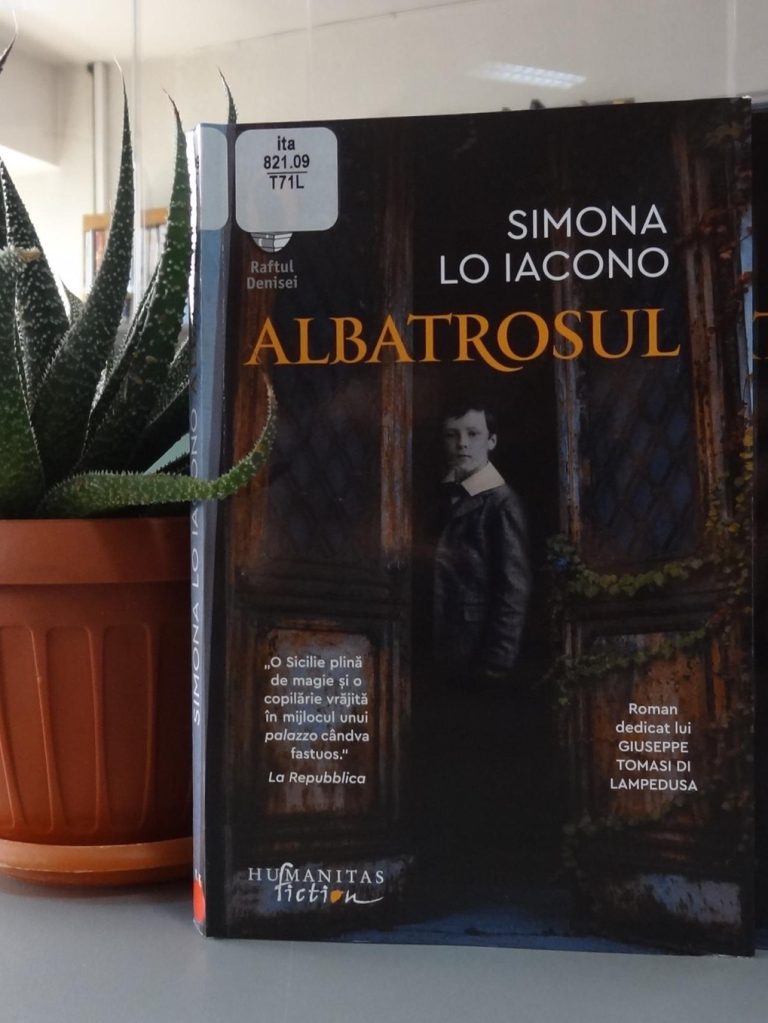 ita
821.09
T71L
Raftul
Denisei
SIMONA
LO IACONO
ALBATROSUL
SIMONA LO IACONO
„O Sicilie plină
de magie și o
copilărie vrăjită
în mijlocul unui
palazzo cândva
fastuos."
La Repubblica
Roman
dedicat lui
GIUSEPPE
TOMASI DI
LAMPEDUSA
HUMANITAS
fiction